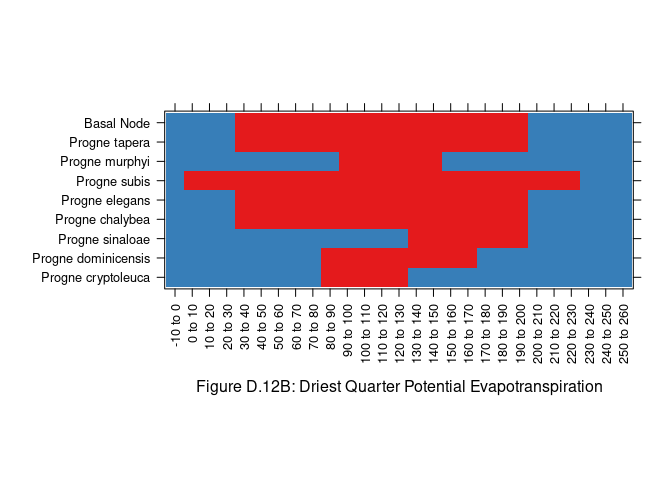 Basal Node
Progne tapera
Progne murphyi
Progne subis
Progne elegans
Progne chalybea
Progne sinaloae
Progne dominicensis
Progne cryptoleuca
-10 to 0
0 to 10
10 to 20
20 to 30
30 to 40
40 to 50
50 to 60
60 to 70
70 to 80
80 to 90
90 to 100
100 to 110
110 to 120
120 to 130
130 to 140
140 to 150
150 to 160
160 to 170
170 to 180
180 to 190
190 to 200
200 to 210
210 to 220
220 to 230
230 to 240
240 to 250
250 to 260
Figure D.12B: Driest Quarter Potential Evapotranspiration